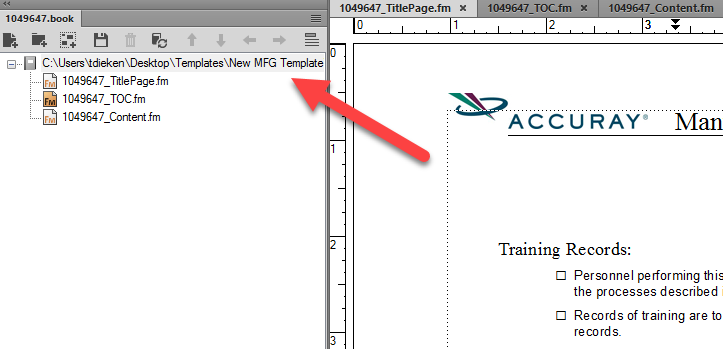 1049647.book
C:\Users\tdieken\Desktop\Templates\New MFG Template
1049647_TitlePage.fm
1049647_TOC.fm
1049647_Content.fm
1049647_TitlePage.fm × 1049647_TOC.fm × 1049647_Content.fm
0 1 2 3
0
1
2
3
ACCURAY® Man
Training Records:
Personnel performing this
the processes described i
Records of training are to
records.